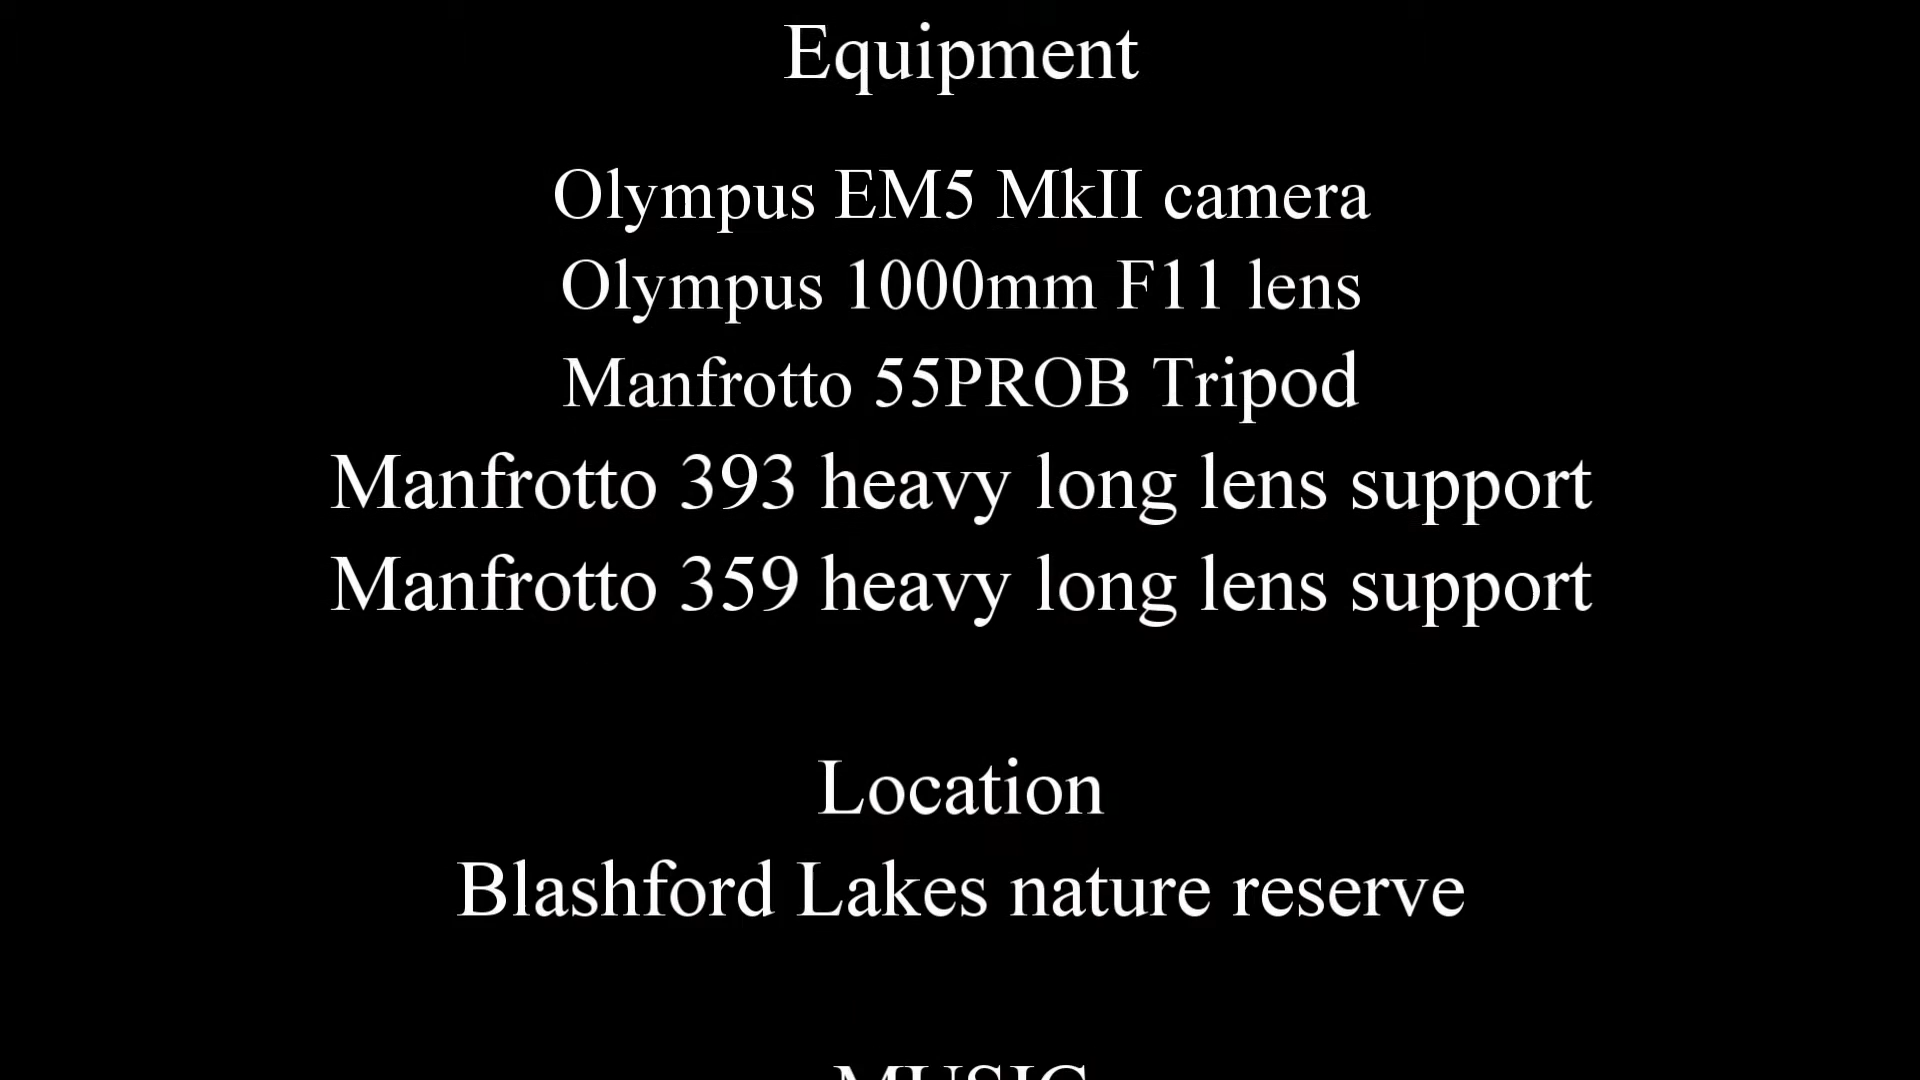 Equipment
Olympus EM5 MkII camera
Olympus 1000mm F11 lens
Manfrotto 55PROB Tripod
Manfrotto 393 heavy long lens support
Manfrotto 359 heavy long lens support
Location
Blashford Lakes nature reserve
MUSIC